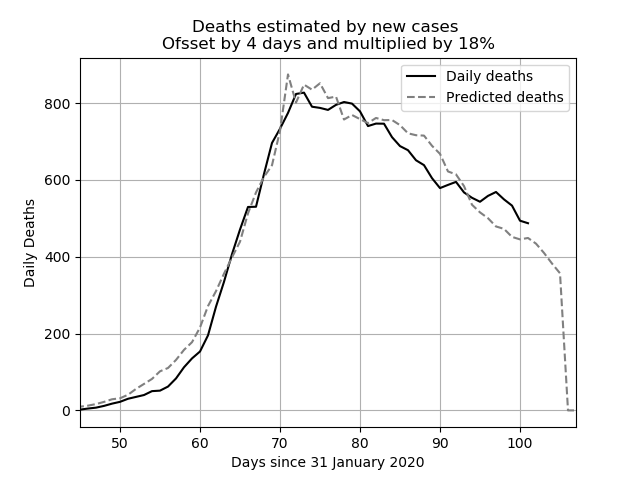 Deaths estimated by new cases
Ofsset by 4 days and multiplied by 18%
Daily deaths
Predicted deaths
800
600
400
200
0
Daily Deaths
50 60 70 80 90 100
Days since 31 January 2020